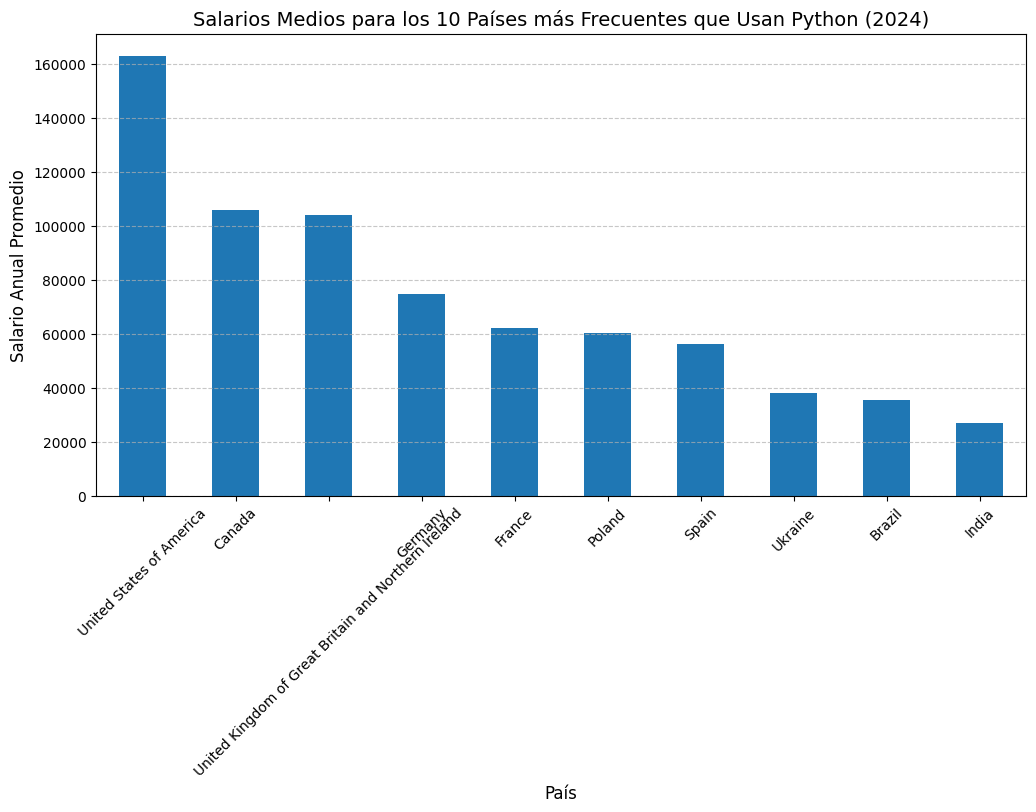 Salarios Medios para los 10 Países más Frecuentes que Usan Python (2024)
Salario Anual Promedio
160000
140000
120000
100000
80000
60000
40000
20000
0
United States of America
Canada
United Kingdom of Great Britain and Northern Ireland
Germany
France
Poland
Spain
Ukraine
Brazil
India
País